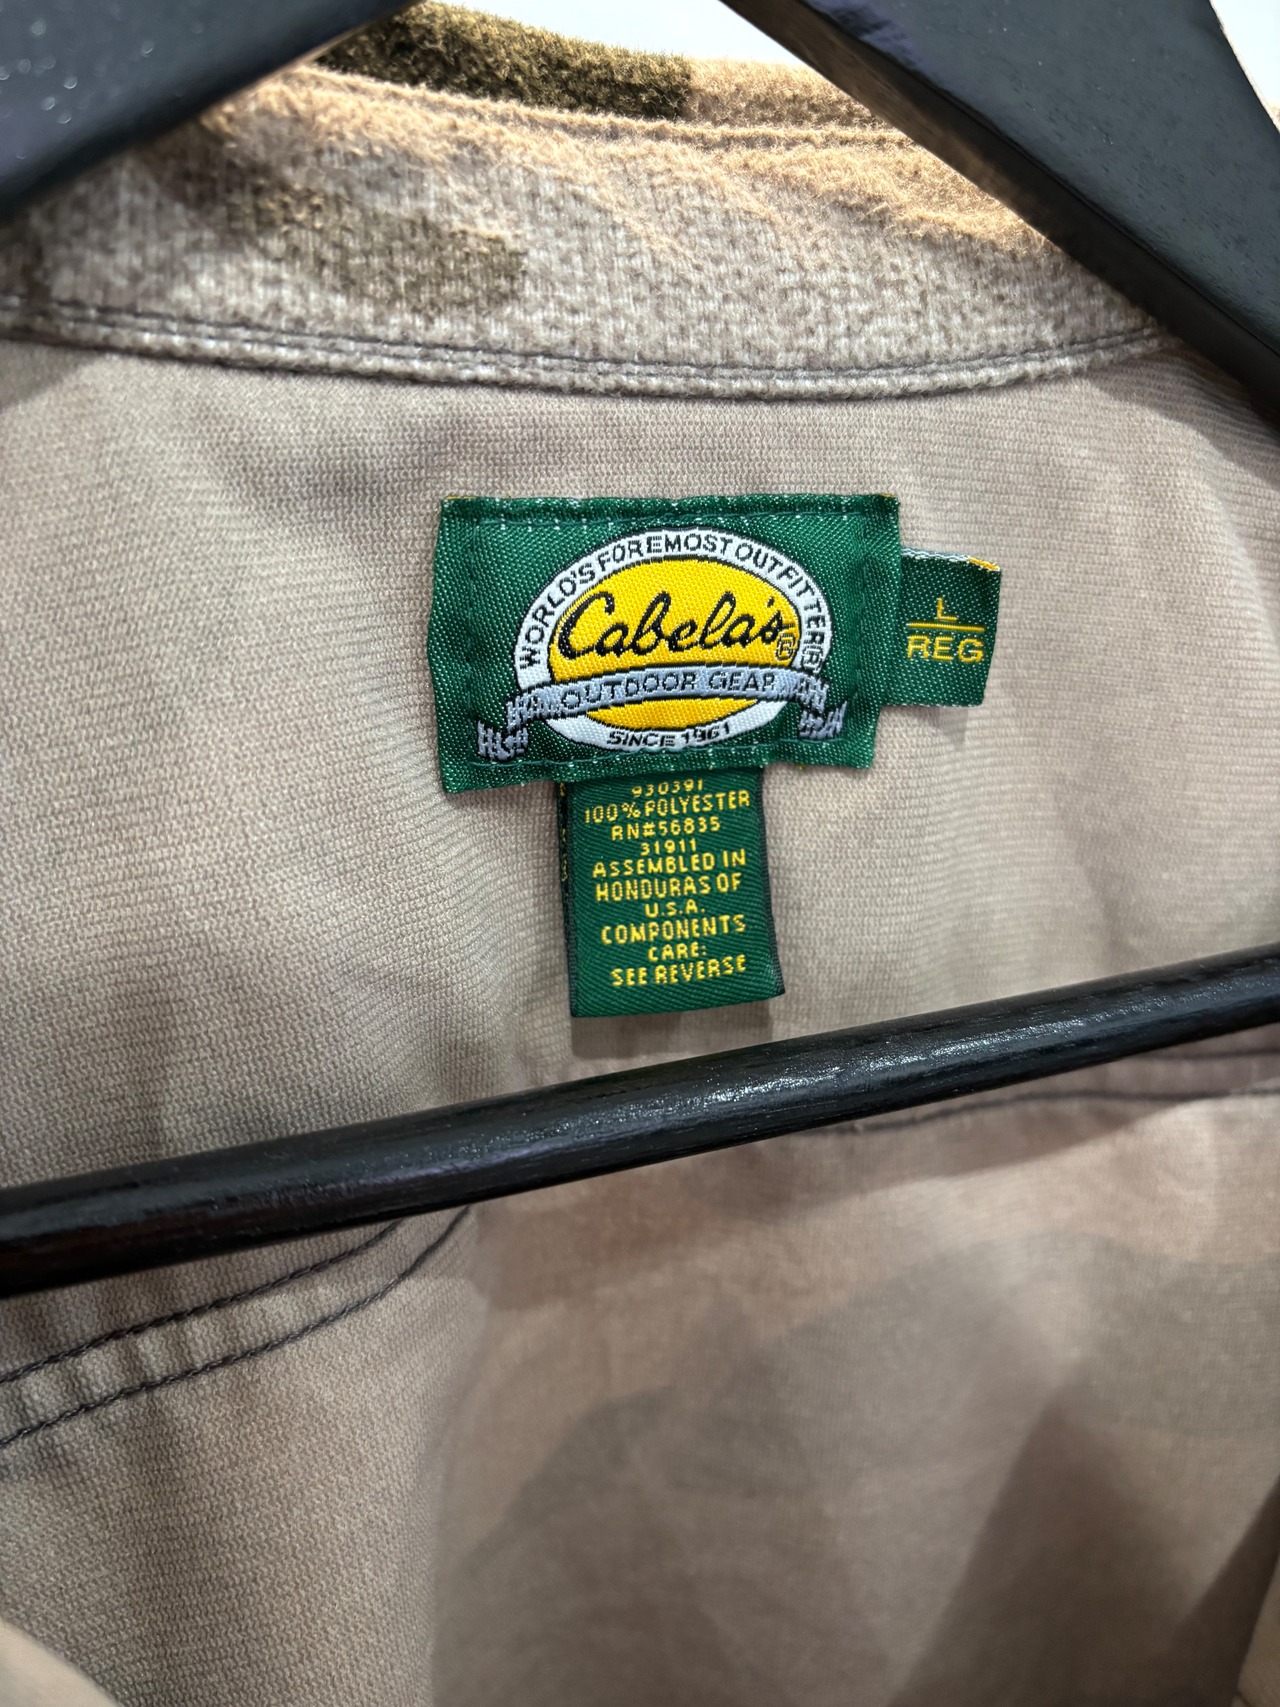 WORLD'S FOREMOST OUTFITTER®
Cabela's®
OUTDOOR GEAR
SINCE 1961
L
REG
930391
100% POLYESTER
RN#56835
31911
ASSEMBLED IN
HONDURAS OF
U.S.A.
COMPONENTS
CARE:
SEE REVERSE